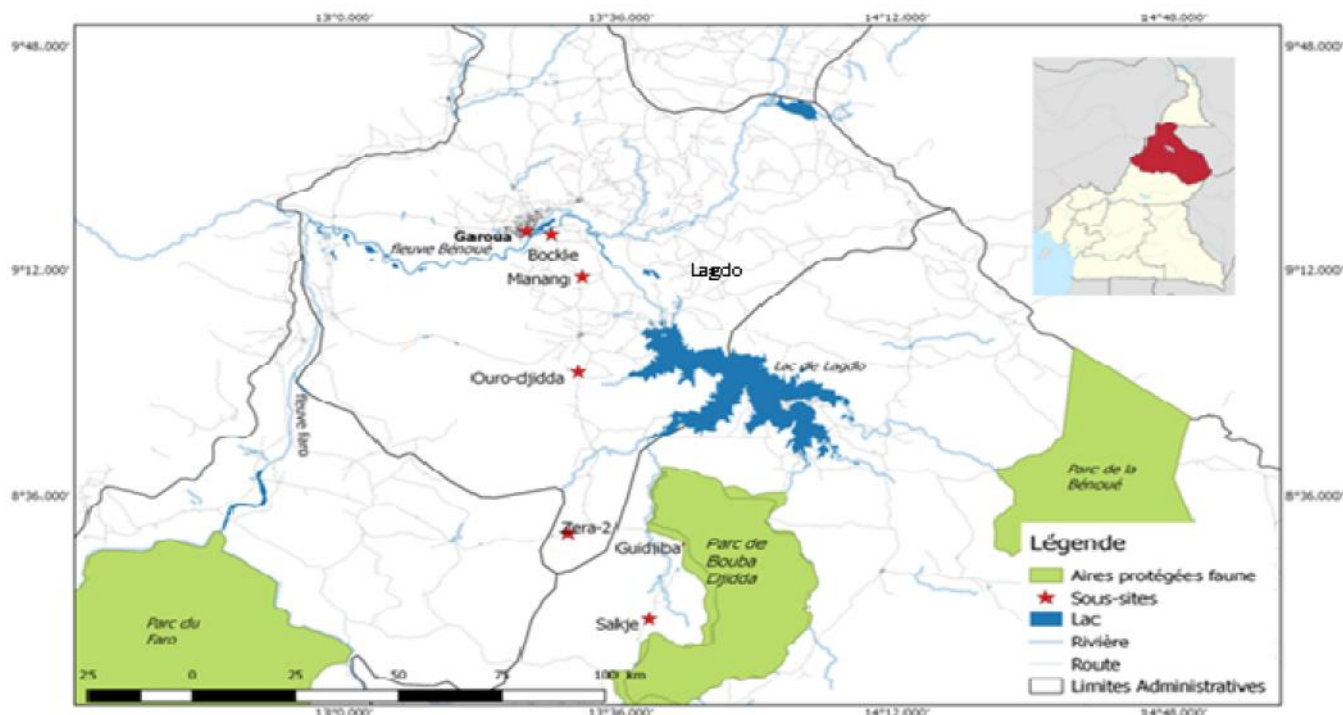 13°0.000'
13°36.000'
14°12.000'
14°48.000'
9°48.000'
9°48.000'
Garoua
fleuve Bénoué
Bockle
9°12.000'
Mianangi
Lagdo
9°12.000'
Ouro-djidda
Lac de Lagdo
fleuve faro
Parc de la
Bénoué
8°36.000'
8°36.000'
Zera-2
Guidjiba
Parc de
Bouba
Djidda
Parc du
Faro
Salkje
Légende
Aires protégées faune
Sous-sites
Lac
Rivière
Route
Limites Administratives
25 0 25 50 75 100 km
13°0.000'
13°36.000'
14°12.000'
14°48.000'